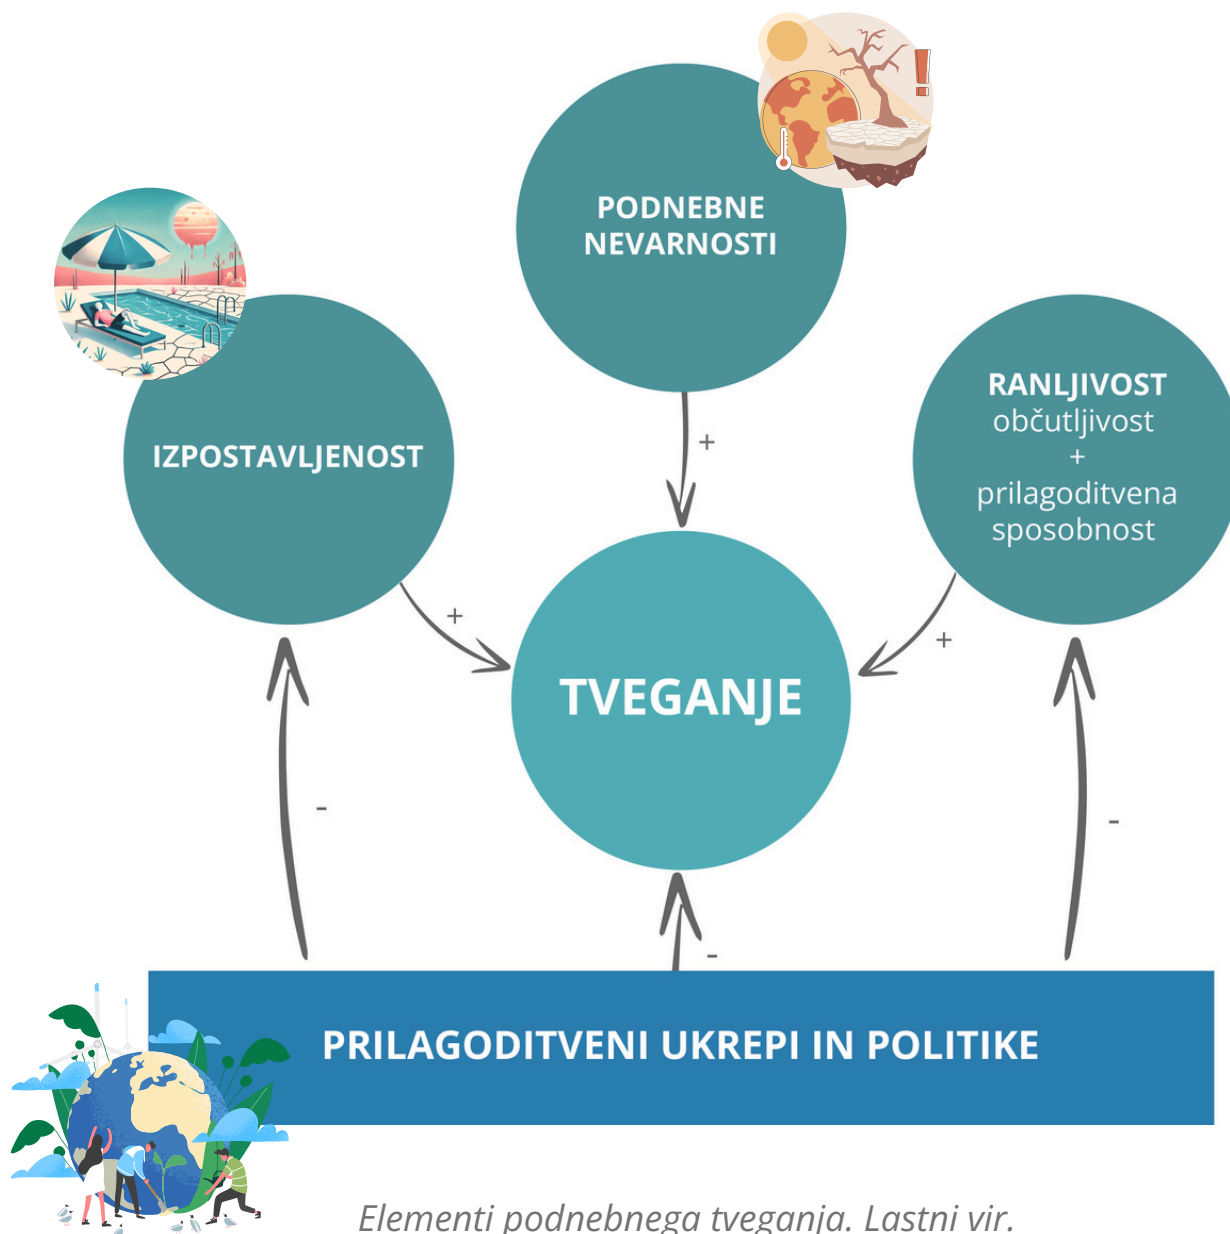 PODNEBNE
NEVARNOSTI
IZPOSTAVLJENOST
RANLJIVOST
občutljivost
+
prilagoditvena
sposobnost
+
+
+
TVEGANJE
-
-
-
PRILAGODITVENI UKREPI IN POLITIKE
Elementi podnebnega tveganja. Lastni vir.